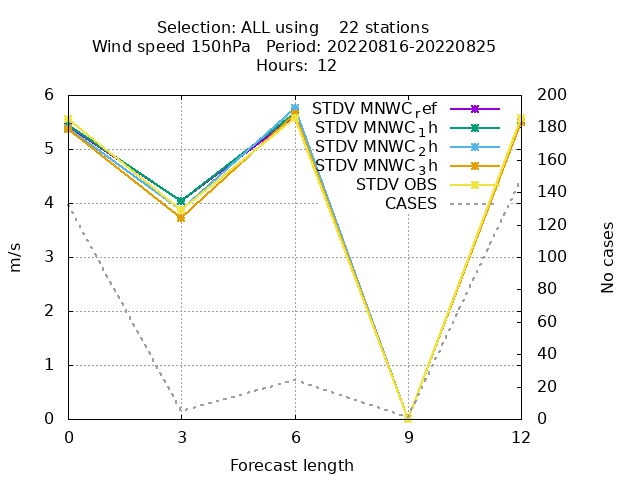 Selection: ALL using    22 stations
Wind speed 150hPa   Period: 20220816-20220825
Hours: 12
STDV MNWC_ref
STDV MNWC_1h
STDV MNWC_2h
STDV MNWC_3h
STDV OBS
CASES
6
5
4
3
2
1
0
m/s
200
180
160
140
120
100
80
60
40
20
0
No cases
0 3 6 9 12
Forecast length